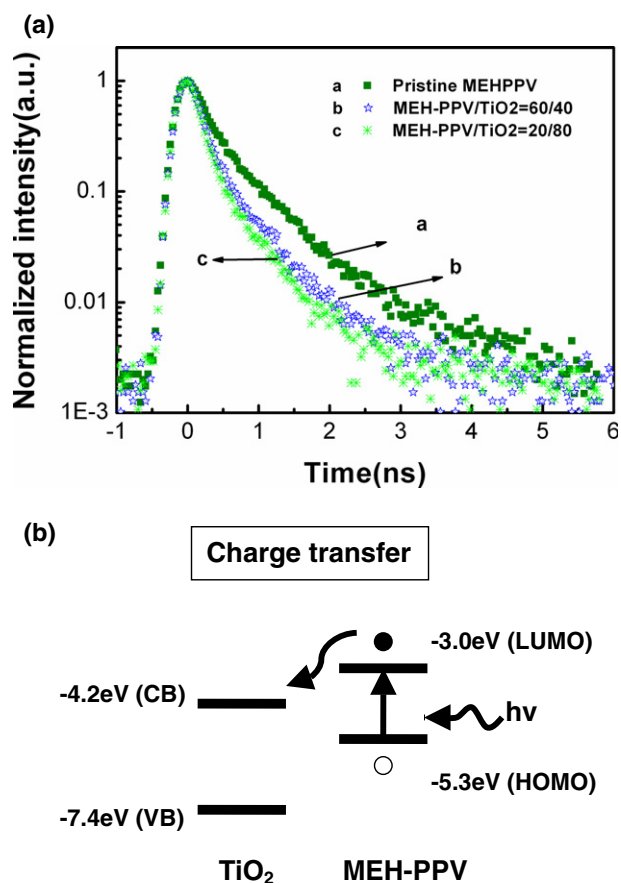 (a)
Normalized intensity(a.u.)
1
0.1
0.01
1E-3
a Pristine MEHPPV
b MEH-PPV/TiO2=60/40
c MEH-PPV/TiO2=20/80
a
c
b
-1 0 1 2 3 4 5 6
Time(ns)
(b)
Charge transfer
-3.0eV (LUMO)
-4.2eV (CB)
hv
-5.3eV (HOMO)
-7.4eV (VB)
TiO₂ MEH-PPV